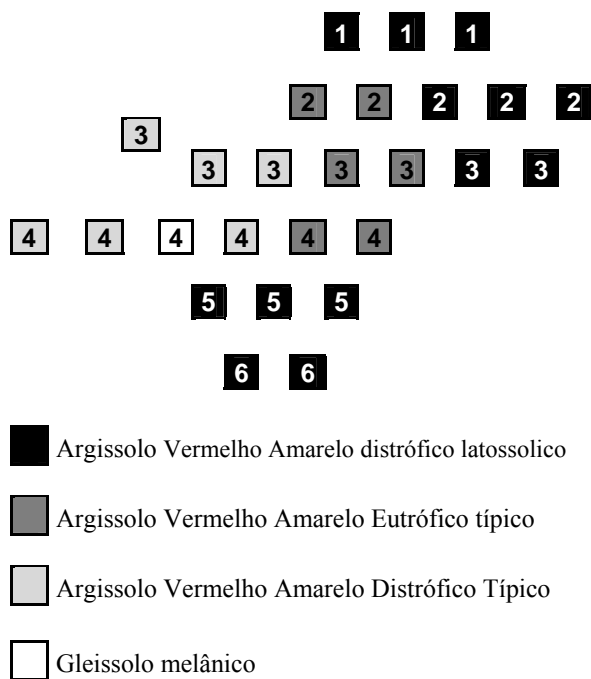 1 1 1
2 2 2 2 2
3
3 3 3 3 3 3
4 4 4 4 4 4
5 5 5
6 6
Argissolo Vermelho Amarelo distrófico latossolico
Argissolo Vermelho Amarelo Eutrófico típico
Argissolo Vermelho Amarelo Distrófico Típico
Gleissolo melânico